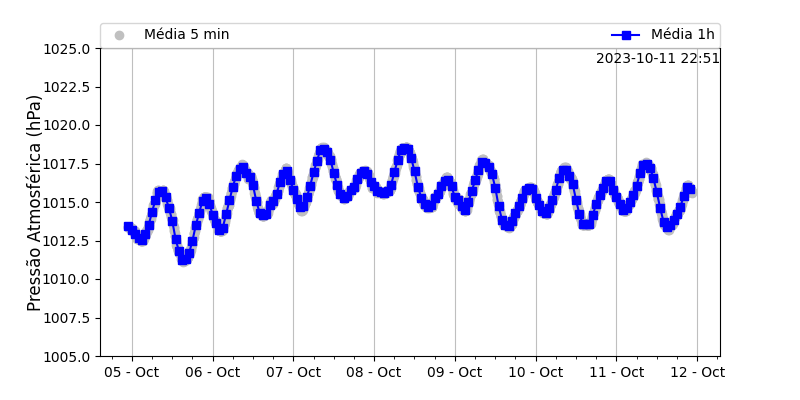 Média 5 min
Média 1h
2023-10-11 22:51
Pressão Atmosférica (hPa)
1025.0
1022.5
1020.0
1017.5
1015.0
1012.5
1010.0
1007.5
1005.0
05 - Oct
06 - Oct
07 - Oct
08 - Oct
09 - Oct
10 - Oct
11 - Oct
12 - Oct